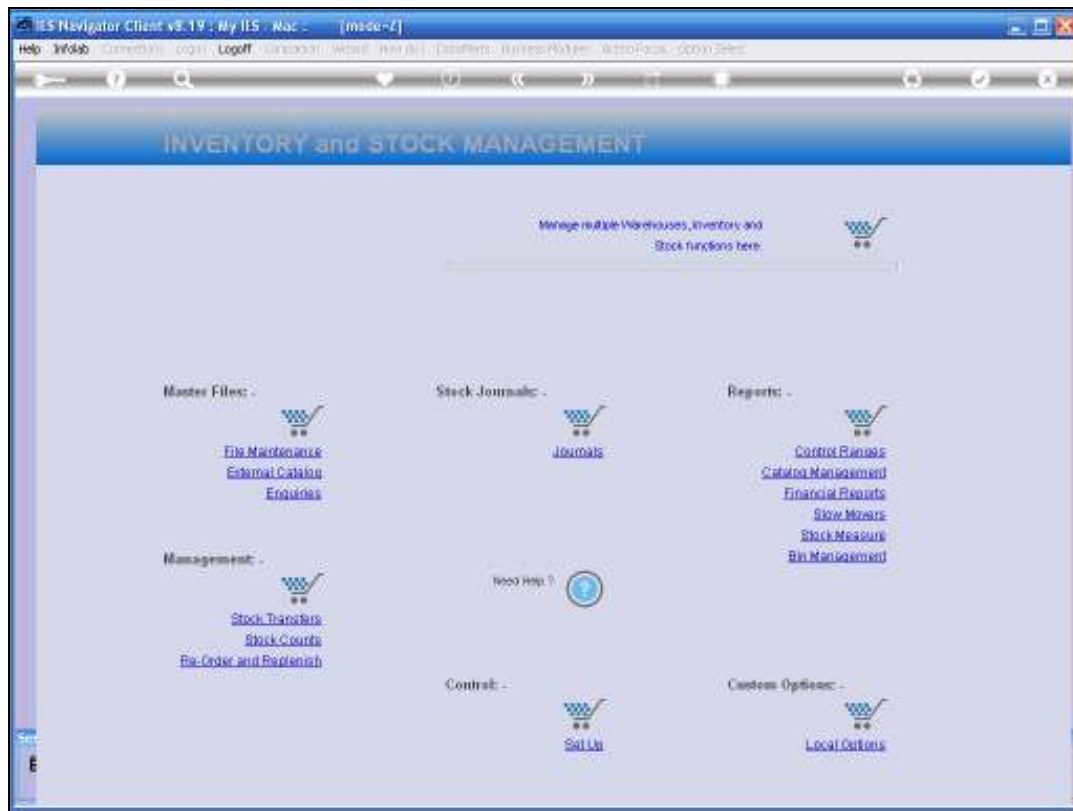 IES Navigator Client v8.19 : My IES - Mac -    [mode-Z]
Help Infolab Logoff
INVENTORY and STOCK MANAGEMENT
Manage multiple Warehouses, Inventory and
Stock functions here.
Master Files: -
File Maintenance
External Catalog
Enquiries
Stock Journals: -
Journals
Reports: -
Control Ranges
Catalog Management
Financial Reports
Slow Movers
Stock Measure
Bin Management
Management: -
Stock Transfers
Stock Counts
Re-Order and Replenish
Need Help ?
Control: -
Set Up
Custom Options: -
Local Options